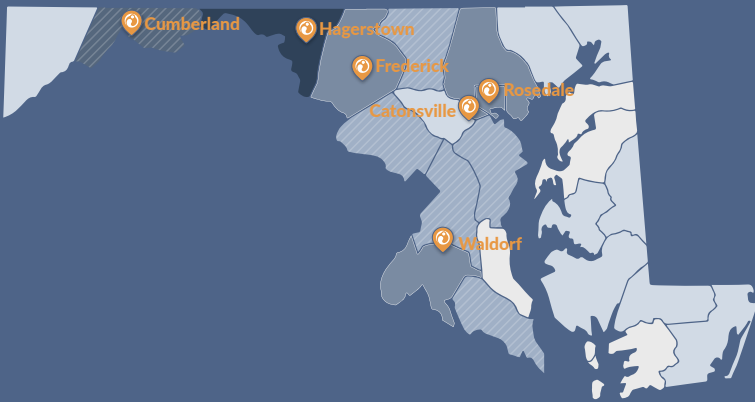 Cumberland
Hagerstown
Frederick
Rosedale
Catonsville
Waldorf